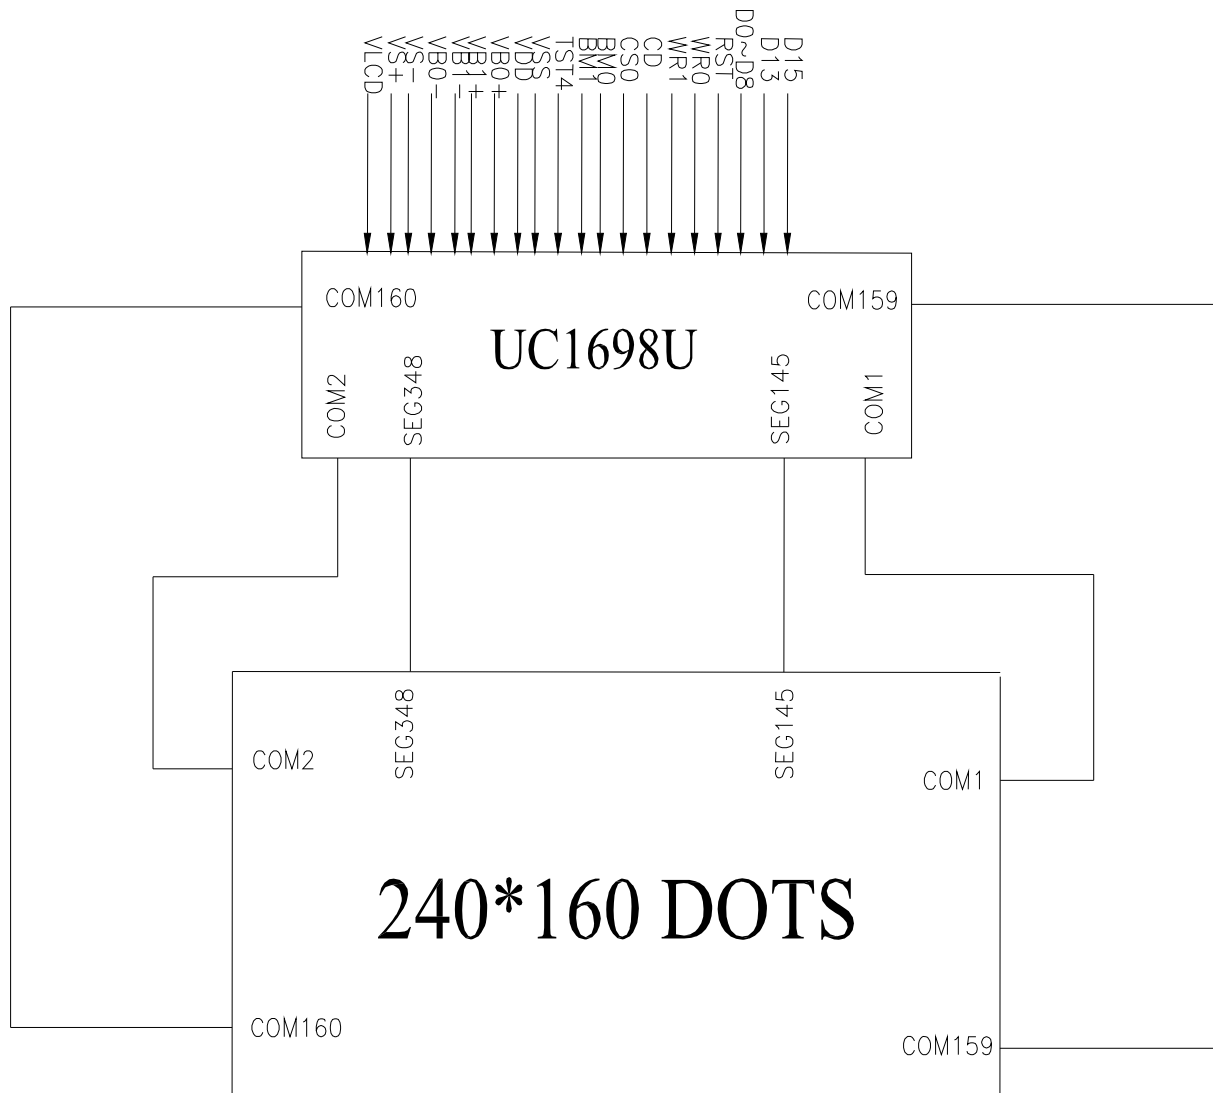 VLCD
VS+
VS-
VB0-
VB1-
VB1+
VB0+
VDD
VSS
TST4
BM1
BM0
CS0
CD
WR1
WR0
RST
D0~D8
D13
D15
COM160
COM159
UC1698U
COM2
SEG348
SEG145
COM1
SEG348
SEG145
COM2
COM1
240*160 DOTS
COM160
COM159